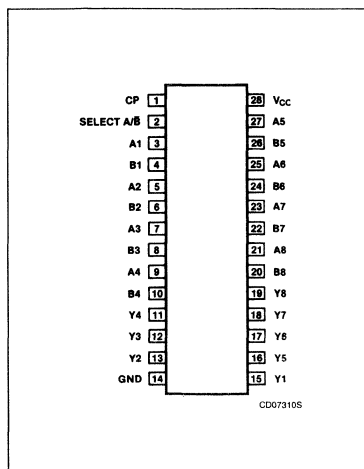 CP 1 28 VCC
SELECT A/B̅ 2 27 A5
A1 3 26 B5
B1 4 25 A6
A2 5 24 B6
B2 6 23 A7
A3 7 22 B7
B3 8 21 A8
A4 9 20 B8
B4 10 19 Y8
Y4 11 18 Y7
Y3 12 17 Y6
Y2 13 16 Y5
GND 14 15 Y1
CD07310S